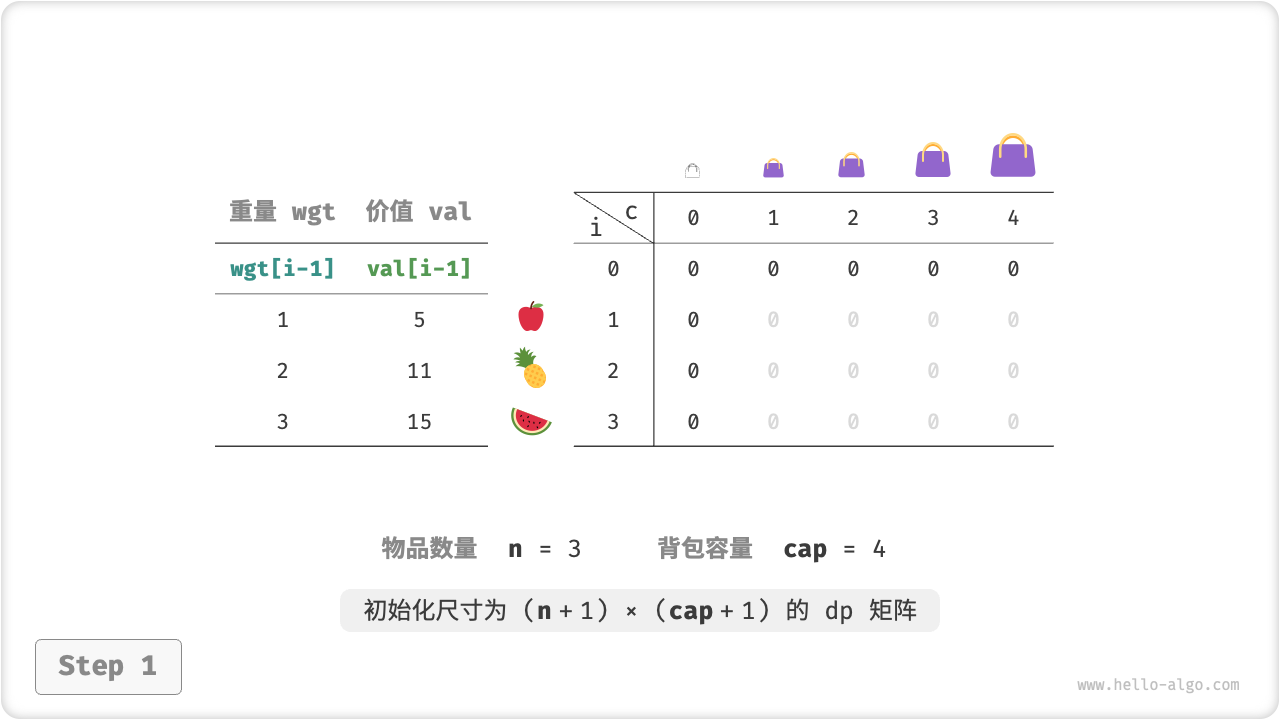 重量 wgt 价值 val
wgt[i-1] val[i-1]
1 5
2 11
3 15
c
i
0 1 2 3 4
0 0 0 0 0 0
1 0 0 0 0 0
2 0 0 0 0 0
3 0 0 0 0 0
物品数量 n = 3 背包容量 cap = 4
初始化尺寸为 (n + 1) × (cap + 1) 的 dp 矩阵
Step 1
www.hello-algo.com